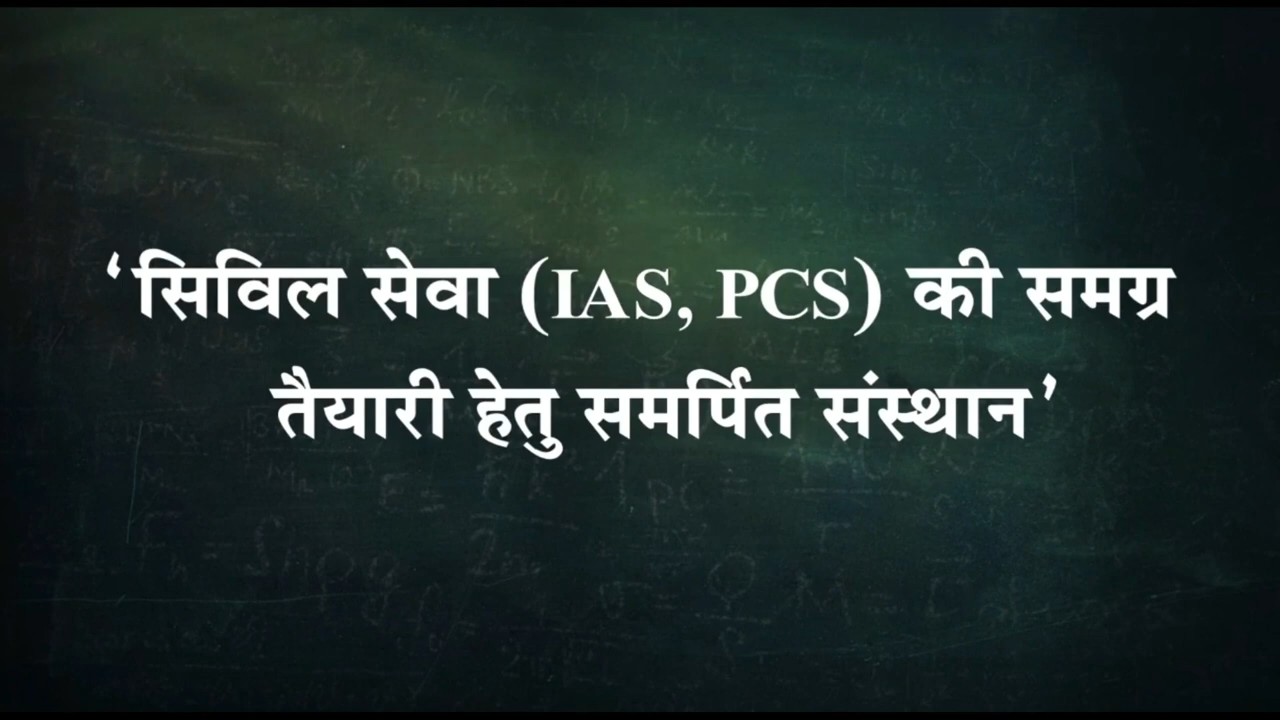 ‘सिविल सेवा (IAS, PCS) की समग्र
तैयारी हेतु समर्पित संस्थान’